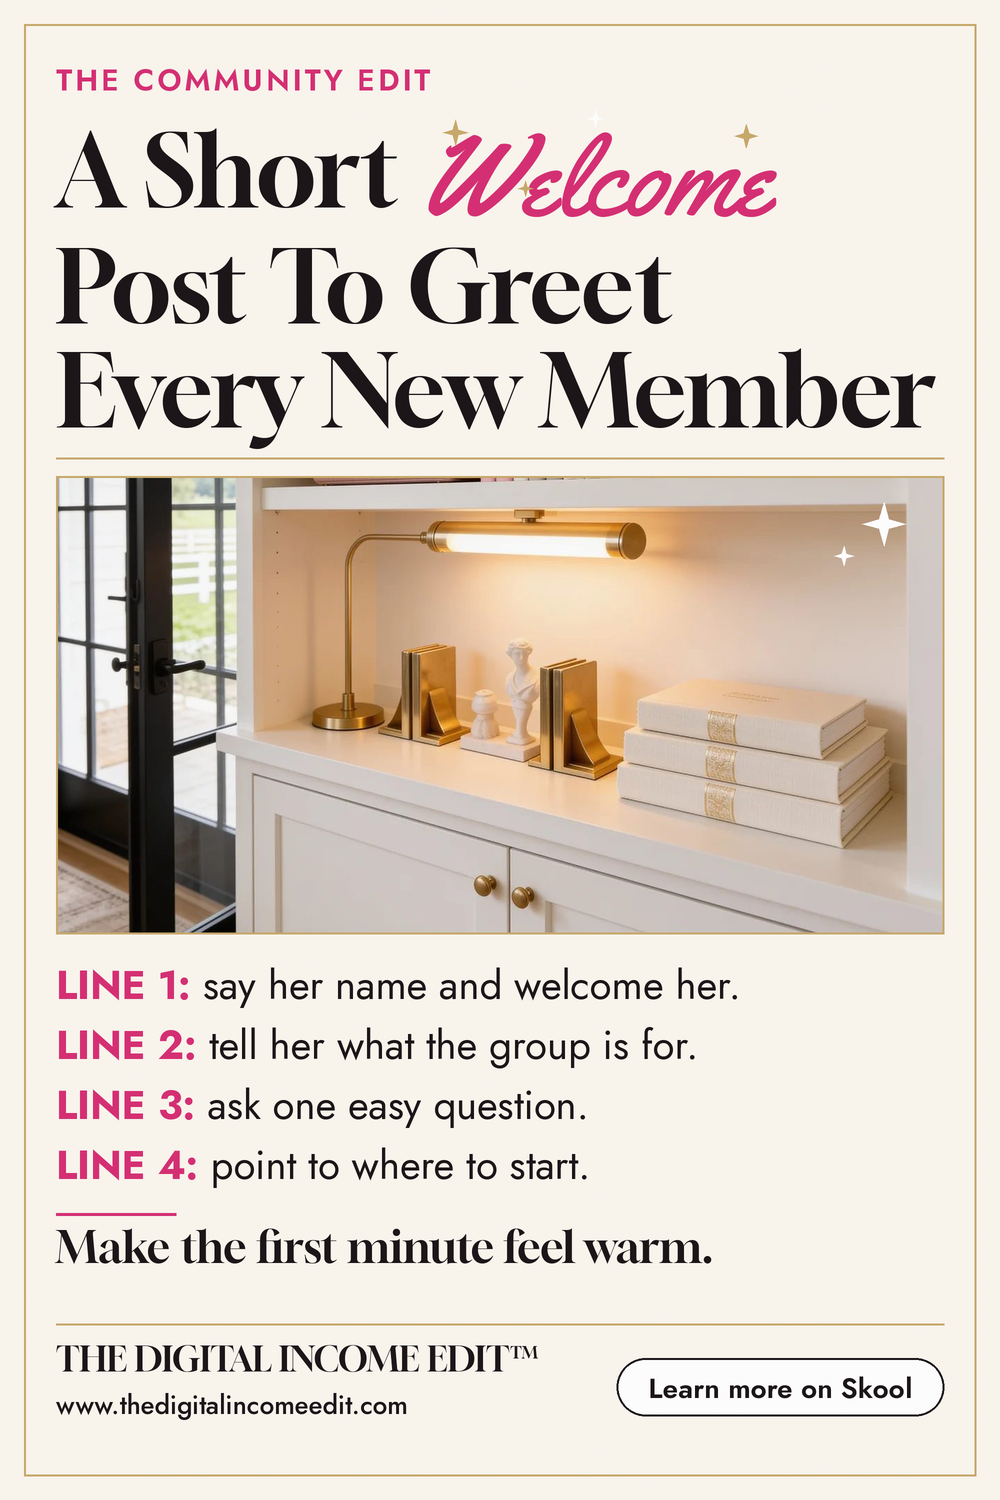 THE COMMUNITY EDIT
A Short Welcome
Post To Greet
Every New Member
LINE 1: say her name and welcome her.
LINE 2: tell her what the group is for.
LINE 3: ask one easy question.
LINE 4: point to where to start.
Make the first minute feel warm.
THE DIGITAL INCOME EDIT™
www.thedigitalincomeedit.com
Learn more on Skool